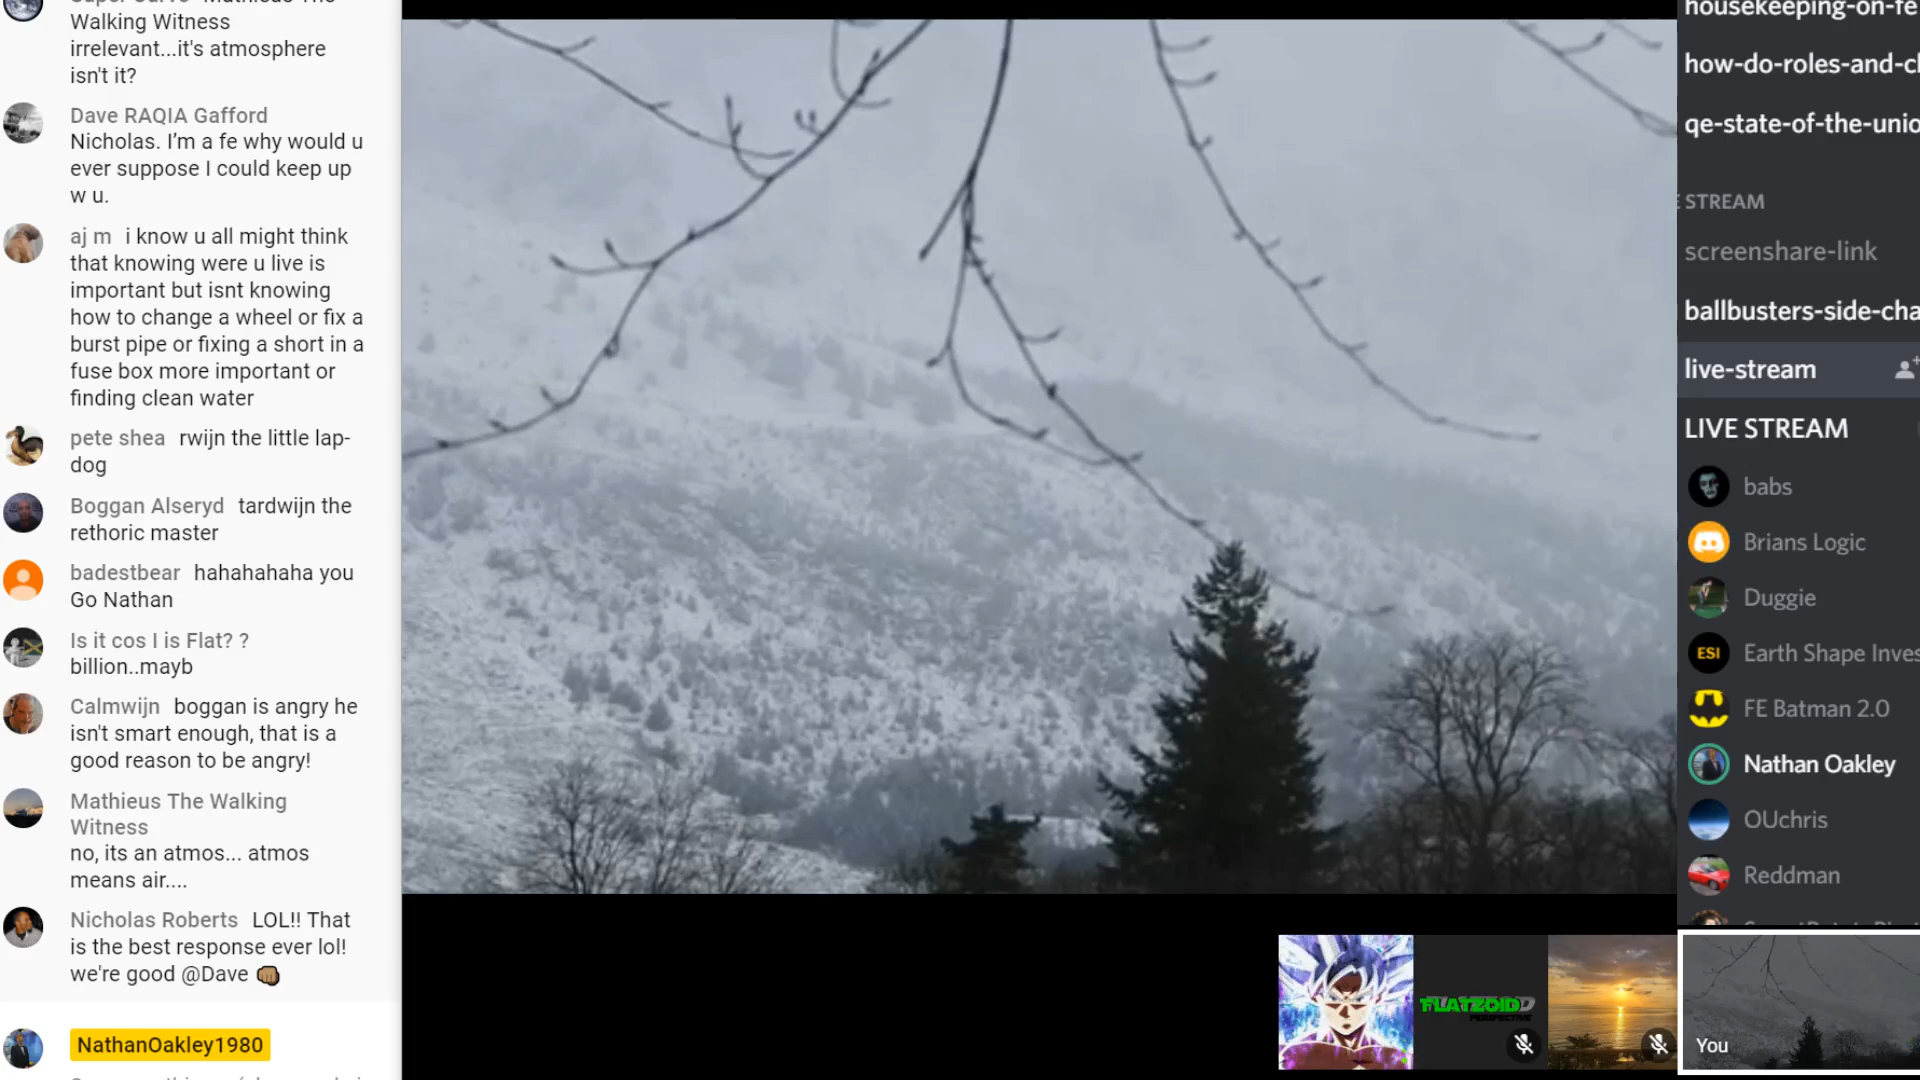 Walking Witness
irrelevant...it's atmosphere
isn't it?
Dave RAQIA Gafford
Nicholas. I'm a fe why would u
ever suppose I could keep up
w u.
aj m i know u all might think
that knowing were u live is
important but isnt knowing
how to change a wheel or fix a
burst pipe or fixing a short in a
fuse box more important or
finding clean water
pete shea rwijn the little lap-
dog
Boggan Alseryd tardwijn the
rethoric master
badestbear hahahahaha you
Go Nathan
Is it cos I is Flat? ?
billion..mayb
Calmwijn boggan is angry he
isn't smart enough, that is a
good reason to be angry!
Mathieus The Walking
Witness
no, its an atmos... atmos
means air....
Nicholas Roberts LOL!! That
is the best response ever lol!
we're good @Dave 👊🏽
NathanOakley1980
FLATZOID
PERSPECTIVE
housekeeping-on-fe
how-do-roles-and-cl
qe-state-of-the-unio
E STREAM
screenshare-link
ballbusters-side-cha
live-stream
LIVE STREAM
babs
Brians Logic
Duggie
ESI Earth Shape Inves
FE Batman 2.0
Nathan Oakley
OUchris
Reddman
You